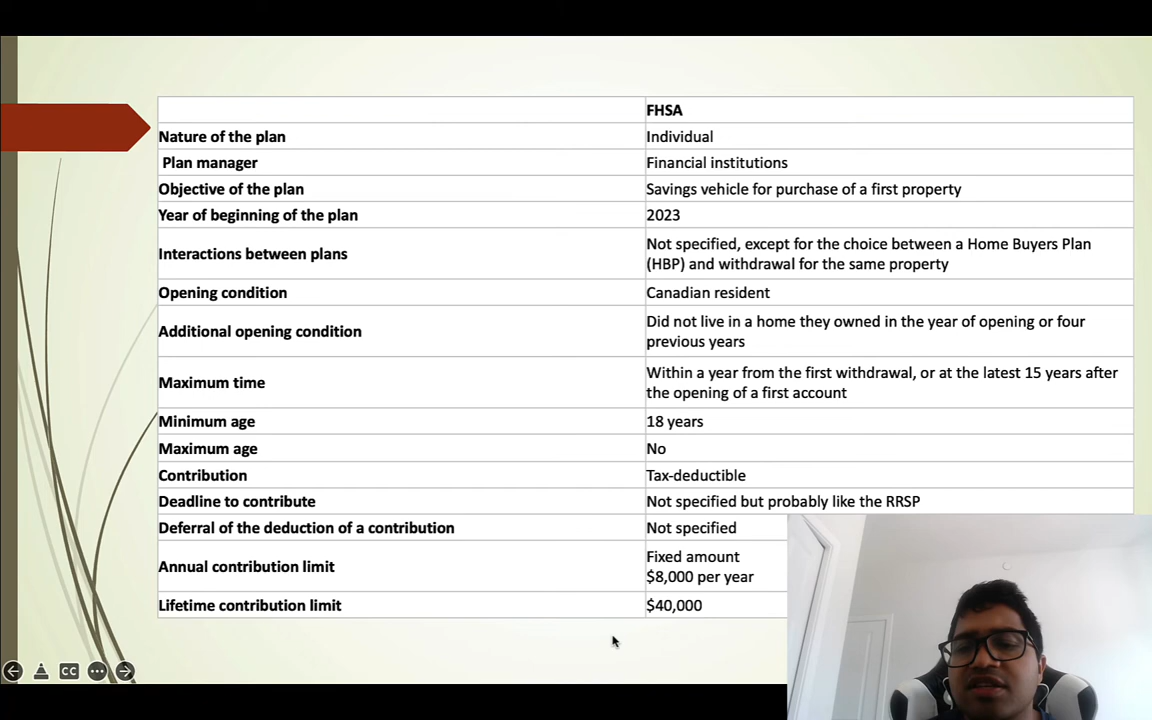 FHSA
Nature of the plan
Individual
Plan manager
Financial institutions
Objective of the plan
Savings vehicle for purchase of a first property
Year of beginning of the plan
2023
Interactions between plans
Not specified, except for the choice between a Home Buyers Plan
(HBP) and withdrawal for the same property
Opening condition
Canadian resident
Additional opening condition
Did not live in a home they owned in the year of opening or four
previous years
Maximum time
Within a year from the first withdrawal, or at the latest 15 years after
the opening of a first account
Minimum age
18 years
Maximum age
No
Contribution
Tax-deductible
Deadline to contribute
Not specified but probably like the RRSP
Deferral of the deduction of a contribution
Not specified
Annual contribution limit
Fixed amount
$8,000 per year
Lifetime contribution limit
$40,000
CC